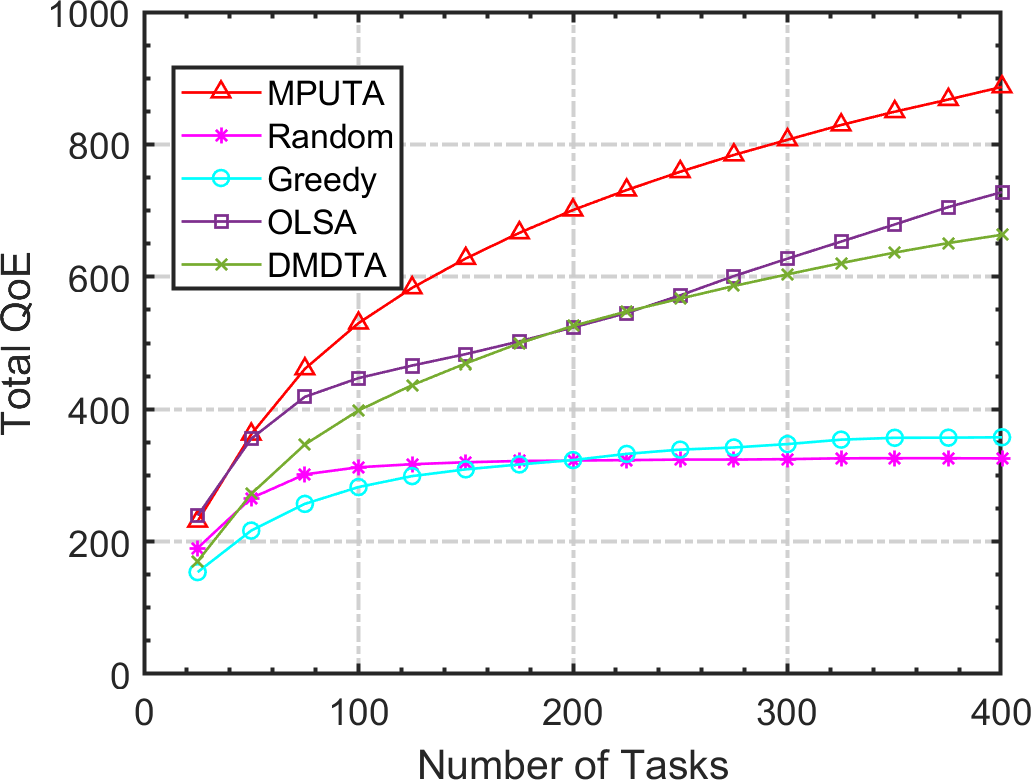 1000
800
600
400
200
0
Total QoE
MPUTA
Random
Greedy
OLSA
DMDTA
0 100 200 300 400
Number of Tasks